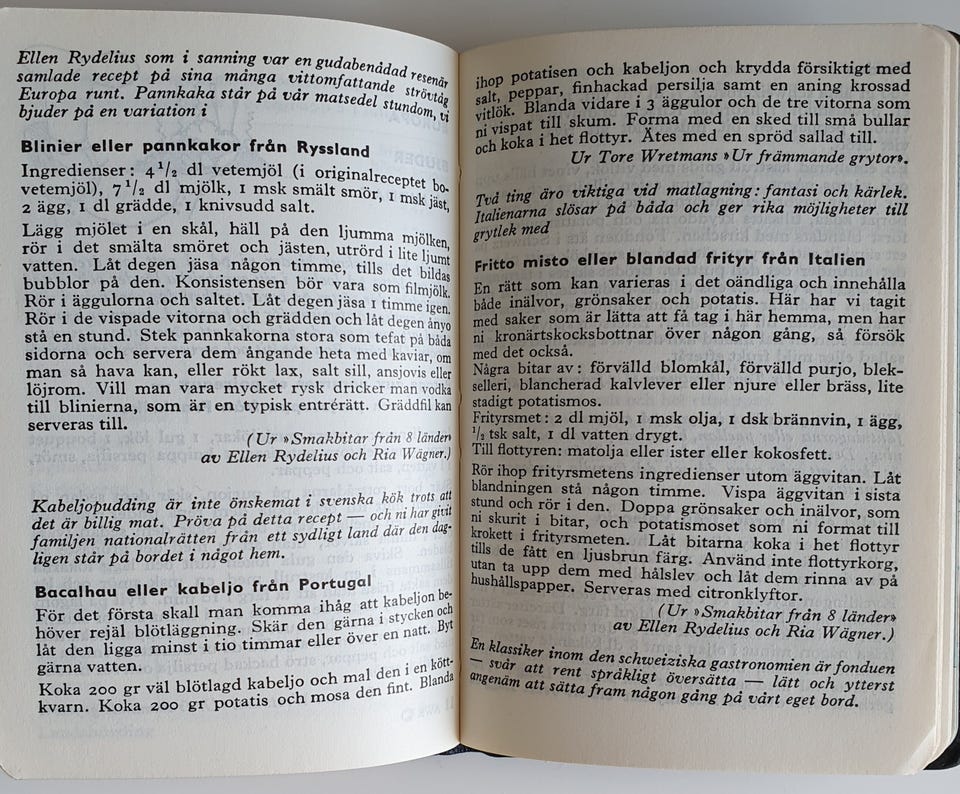 Ellen Rydelius som i sanning var en gudabenådad resenär
samlade recept på sina många vittomfattande strövtåg
Europa runt. Pannkaka står på vår matsedel stundom, vi
bjuder på en variation i
Blinier eller pannkakor från Ryssland
Ingredienser: 4 1/2 dl vetemjöl (i originalreceptet bo-
vetemjöl), 7 1/2 dl mjölk, 1 msk smält smör, 1 msk jäst,
2 ägg, 1 dl grädde, 1 knivsudd salt.
Lägg mjölet i en skål, häll på den ljumma mjölken,
rör i det smälta smöret och jästen, utrörd i lite ljumt
vatten. Låt degen jäsa någon timme, tills det bildas
bubblor på den. Konsistensen bör vara som filmjölk.
Rör i äggulorna och saltet. Låt degen jäsa 1 timme igen.
Rör i de vispade vitorna och grädden och låt degen ånyo
stå en stund. Stek pannkakorna stora som tefat på båda
sidorna och servera dem ångande heta med kaviar, om
man så hava kan, eller rökt lax, salt sill, ansjovis eller
löjrom. Vill man vara mycket rysk dricker man vodka
till blinierna, som är en typisk entrérätt. Gräddfil kan
serveras till.
(Ur »Smakbitar från 8 länder»
av Ellen Rydelius och Ria Wägner.)
Kabeljopudding är inte önskemat i svenska kök trots att
det är billig mat. Pröva på detta recept — och ni har givit
familjen nationalrätten från ett sydligt land där den dag-
ligen står på bordet i något hem.
Bacalhau eller kabeljo från Portugal
För det första skall man komma ihåg att kabeljon be-
höver rejäl blötläggning. Skär den gärna i stycken och
låt den ligga minst i tio timmar eller över en natt. Byt
gärna vatten.
Koka 200 gr väl blötlagd kabeljo och mal den i en kött-
kvarn. Koka 200 gr potatis och mosa den fint. Blanda
ihop potatisen och kabeljon och krydda försiktigt med
salt, peppar, finhackad persilja samt en aning krossad
vitlök. Blanda vidare i 3 äggulor och de tre vitorna som
ni vispat till skum. Forma med en sked till små bullar
och koka i het flottyr. Ätes med en spröd sallad till.
Ur Tore Wretmans »Ur främmande grytor».
Två ting äro viktiga vid matlagning: fantasi och kärlek.
Italienarna slösar på båda och ger rika möjligheter till
grytlek med
Fritto misto eller blandad frityr från Italien
En rätt som kan varieras i det oändliga och innehålla
både inälvor, grönsaker och potatis. Här har vi tagit
med saker som är lätta att få tag i här hemma, men har
ni kronärtskocksbottnar över någon gång, så försök
med det också.
Några bitar av: förvälld blomkål, förvälld purjo, blek-
selleri, blancherad kalvlever eller njure eller bräss, lite
stadigt potatismos.
Frityrsmet: 2 dl mjöl, 1 msk olja, 1 dsk brännvin, 1 ägg,
1/2 tsk salt, 1 dl vatten drygt.
Till flottyren: matolja eller ister eller kokosfett.
Rör ihop frityrsmetens ingredienser utom äggvitan. Låt
blandningen stå någon timme. Vispa äggvitan i sista
stund och rör i den. Doppa grönsaker och inälvor, som
ni skurit i bitar, och potatismoset som ni format till
krokett i frityrsmeten. Låt bitarna koka i het flottyr
tills de fått en ljusbrun färg. Använd inte flottyrkorg,
utan ta upp dem med hålslev och låt dem rinna av på
hushållspapper. Serveras med citronklyftor.
(Ur »Smakbitar från 8 länder»
av Ellen Rydelius och Ria Wägner.)
En klassiker inom den schweiziska gastronomien är fonduen
— svår att rent språkligt översätta — lätt och ytterst
angenäm att sätta fram någon gång på vårt eget bord.